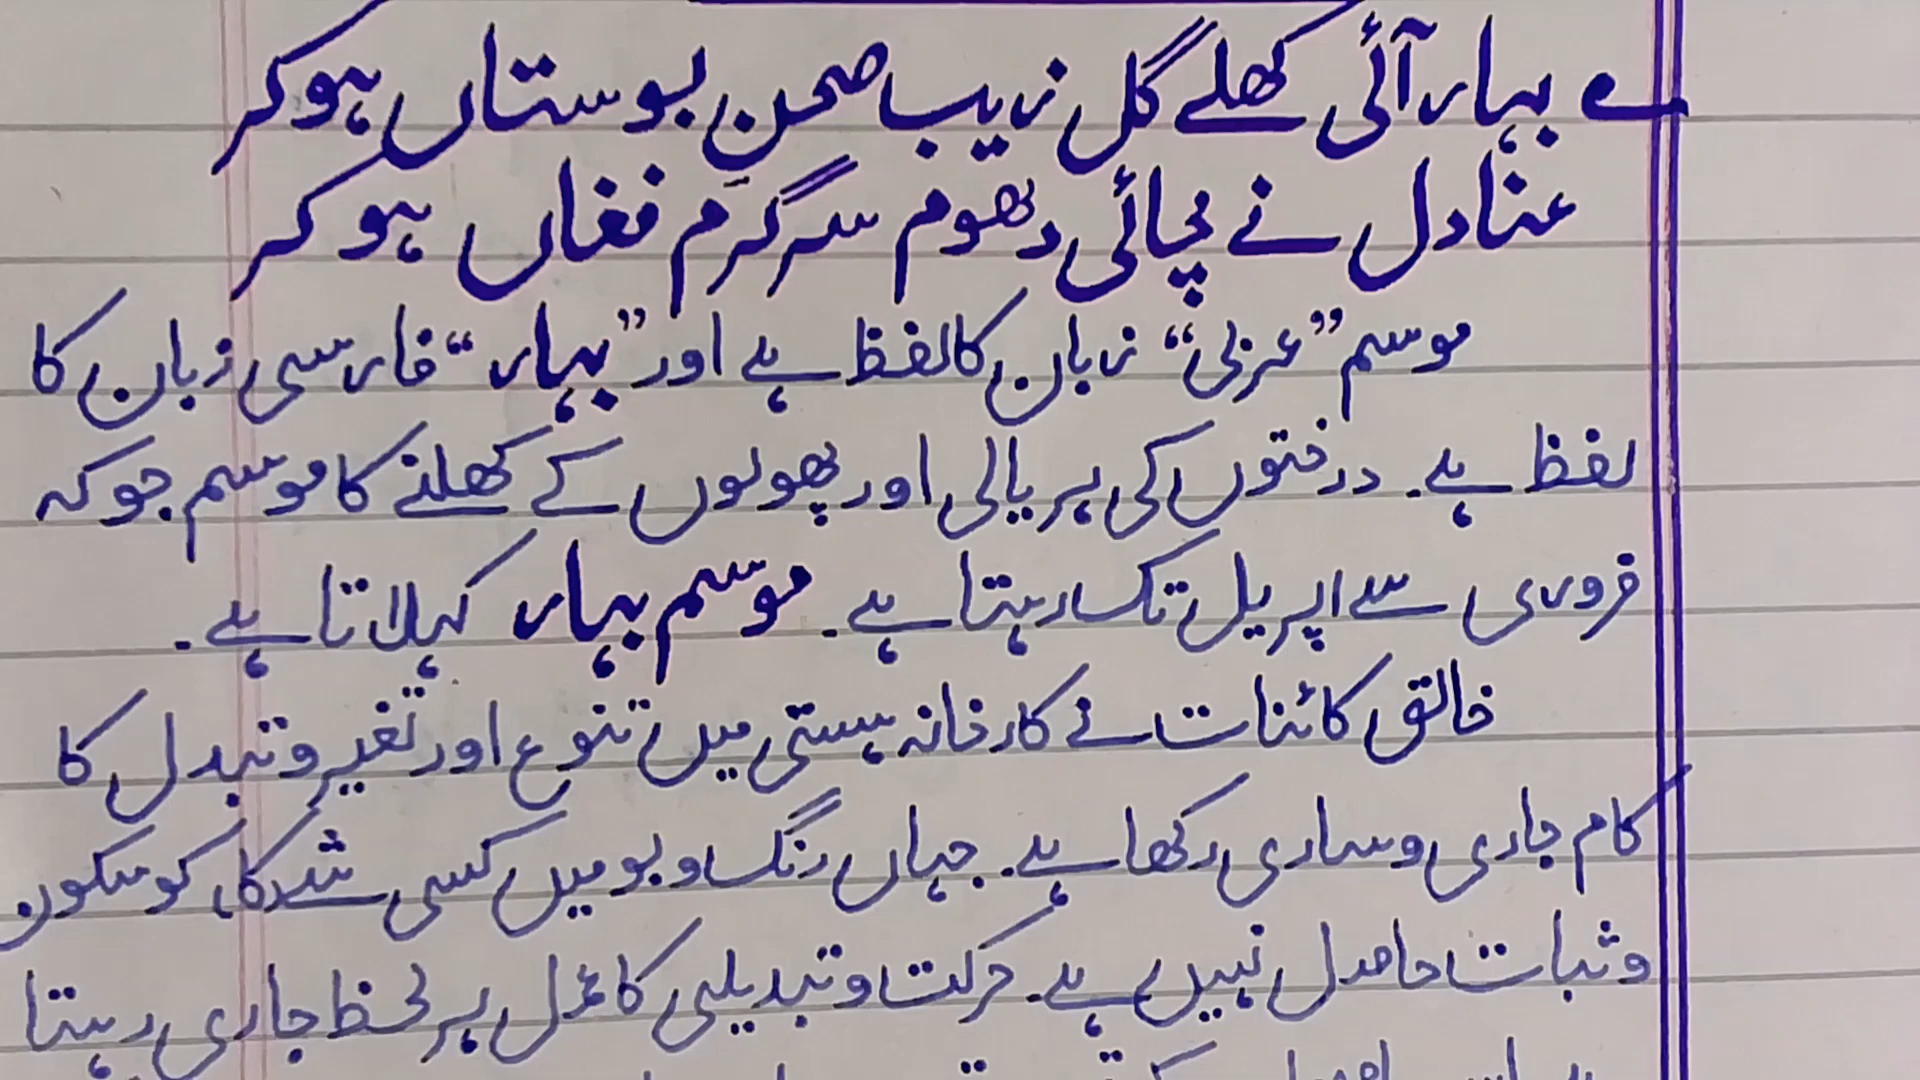 ؎ بہار آئی کھلے گل زیب صحنِ بوستاں ہو کر
عنادل نے مچائی دھوم سرگرمِ فغاں ہو کر
موسم ”عربی“ زبان کا لفظ ہے اور ”بہار“ فارسی زبان کا
لفظ ہے۔ درختوں کی ہریالی اور پھولوں کے کھلنے کا موسم جو کہ
فروری سے اپریل تک رہتا ہے۔ موسم بہار کہلاتا ہے۔
خالق کائنات نے کارخانہ ہستی میں تنوع اور تغیر و تبدل کا
کام جاری و ساری رکھا ہے۔ جہاں رنگ و بو میں کسی شے کو سکون
و ثبات حاصل نہیں ہے۔ حرکت و تبدیلی کا عمل ہر لحظ جاری رہتا